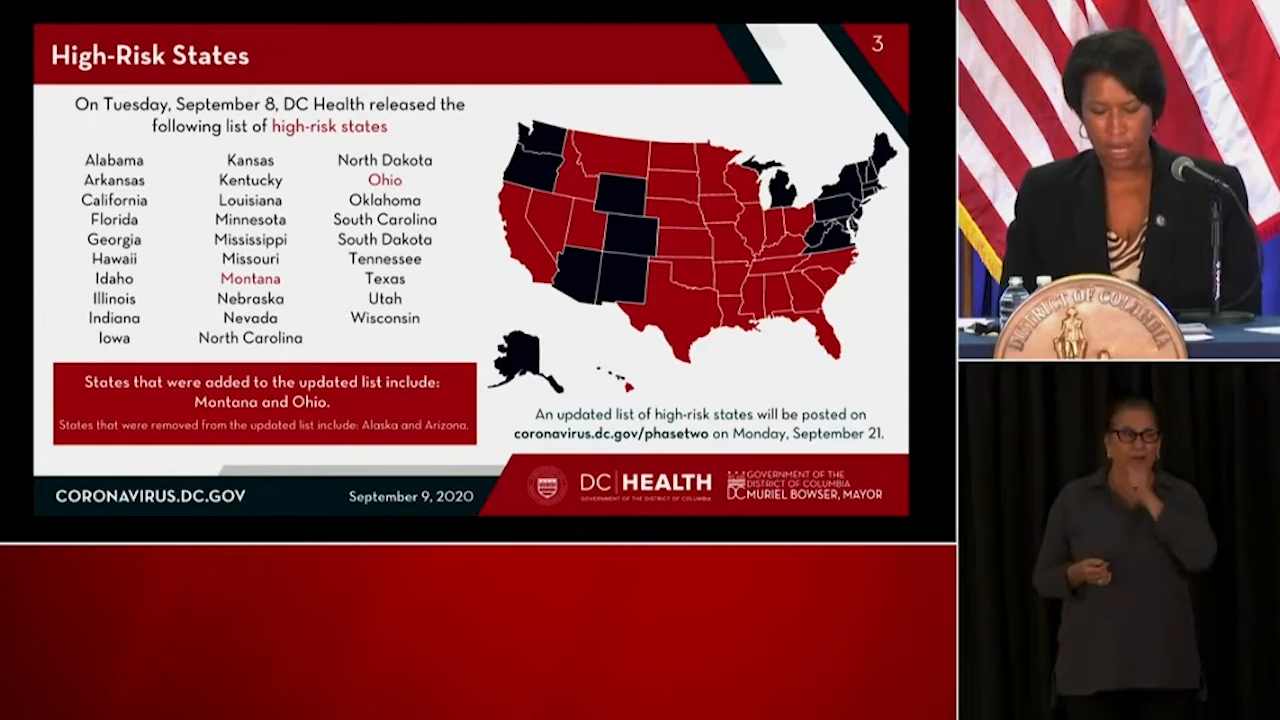 High-Risk States
3
On Tuesday, September 8, DC Health released the
following list of high-risk states
Alabama
Arkansas
California
Florida
Georgia
Hawaii
Idaho
Illinois
Indiana
Iowa
Kansas
Kentucky
Louisiana
Minnesota
Mississippi
Missouri
Montana
Nebraska
Nevada
North Carolina
North Dakota
Ohio
Oklahoma
South Carolina
South Dakota
Tennessee
Texas
Utah
Wisconsin
States that were added to the updated list include:
Montana and Ohio.
States that were removed from the updated list include: Alaska and Arizona.
An updated list of high-risk states will be posted on
coronavirus.dc.gov/phasetwo on Monday, September 21.
CORONAVIRUS.DC.GOV
September 9, 2020
DC HEALTH
GOVERNMENT OF THE DISTRICT OF COLUMBIA
GOVERNMENT OF THE
DISTRICT OF COLUMBIA
DC MURIEL BOWSER, MAYOR
DISTRICT OF COLUMBIA